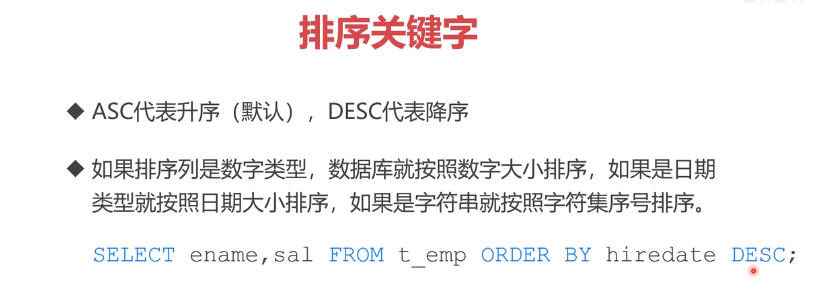 排序关键字
◆ ASC代表升序（默认），DESC代表降序
◆ 如果排序列是数字类型，数据库就按照数字大小排序，如果是日期
类型就按照日期大小排序，如果是字符串就按照字符集序号排序。
SELECT ename,sal FROM t_emp ORDER BY hiredate DESC;